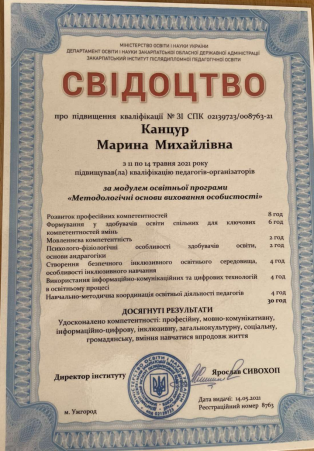 МІНІСТЕРСТВО ОСВІТИ І НАУКИ УКРАЇНИ
ДЕПАРТАМЕНТ ОСВІТИ І НАУКИ ЗАКАРПАТСЬКОЇ ОБЛАСНОЇ ДЕРЖАВНОЇ АДМІНІСТРАЦІЇ
ЗАКАРПАТСЬКИЙ ІНСТИТУТ ПІСЛЯДИПЛОМНОЇ ПЕДАГОГІЧНОЇ ОСВІТИ
СВІДОЦТВО
про підвищення кваліфікації № ЗІ СПК 02139723/008763-21
Канцур
Марина Михайлівна
з 11 по 14 травня 2021 року
підвищував(ла) кваліфікацію педагогів-організаторів
за модулем освітньої програми
«Методологічні основи виховання особистості»
Розвиток професійних компетентностей 8 год
Формування у здобувачів освіти спільних для ключових компетентностей вмінь 6 год
Мовленнєва компетентність 2 год
Психолого-фізіологічні особливості здобувачів освіти, 2 год
основи андрагогіки
Створення безпечного інклюзивного освітнього середовища, 4 год
особливості інклюзивного навчання
Використання інформаційно-комунікаційних та цифрових технологій 4 год
в освітньому процесі
Навчально-методична координація освітньої діяльності педагогів 4 год
30 год
ДОСЯГНУТІ РЕЗУЛЬТАТИ
Удосконалено компетентності: професійну, мовно-комунікативну,
інформаційно-цифрову, інклюзивну, загальнокультурну, соціальну,
громадянську, вміння навчатися впродовж життя
Директор інституту Ярослав СИВОХОП
Дата видачі: 14.05.2021
м. Ужгород Реєстраційний номер 8763